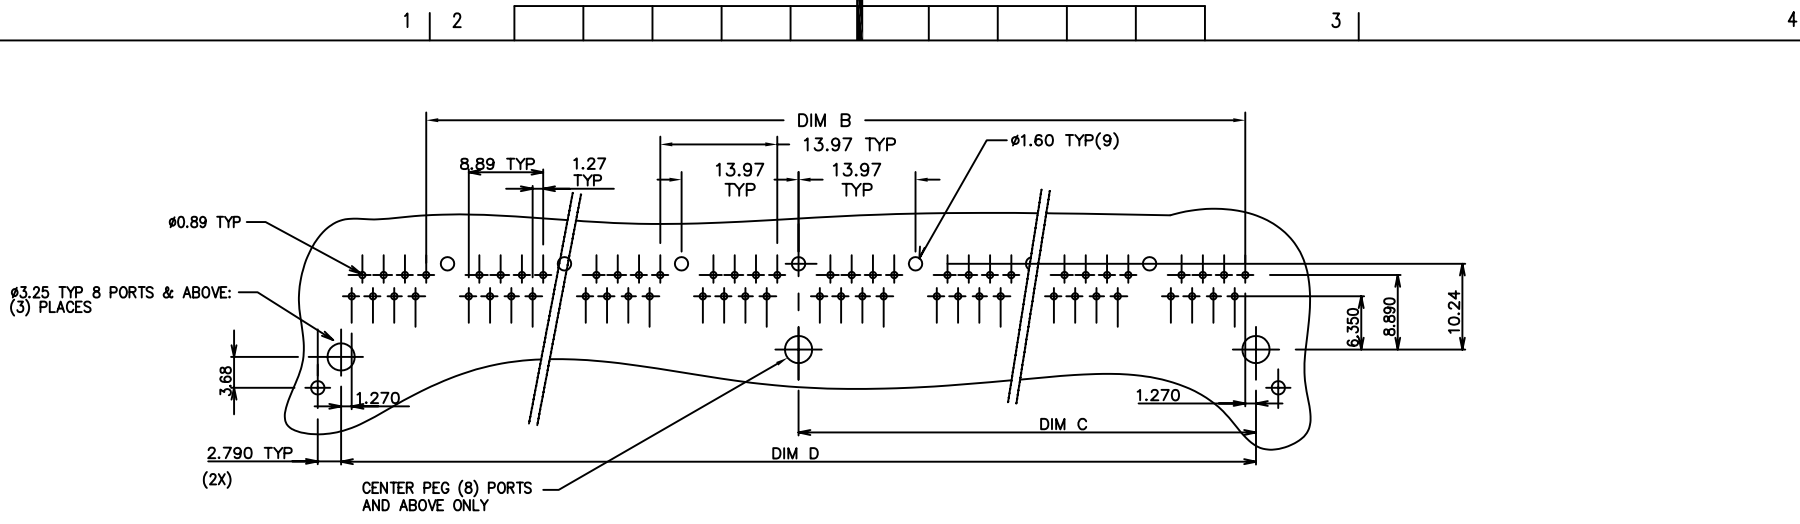 1 2 3 4
DIM B
13.97 TYP
ø1.60 TYP(9)
8.89 TYP
1.27
TYP
13.97
TYP
13.97
TYP
ø0.89 TYP
ø3.25 TYP 8 PORTS & ABOVE:
(3) PLACES
6.350
8.890
10.24
3.68
1.270
1.270
DIM C
2.790 TYP
(2X)
DIM D
CENTER PEG (8) PORTS
AND ABOVE ONLY